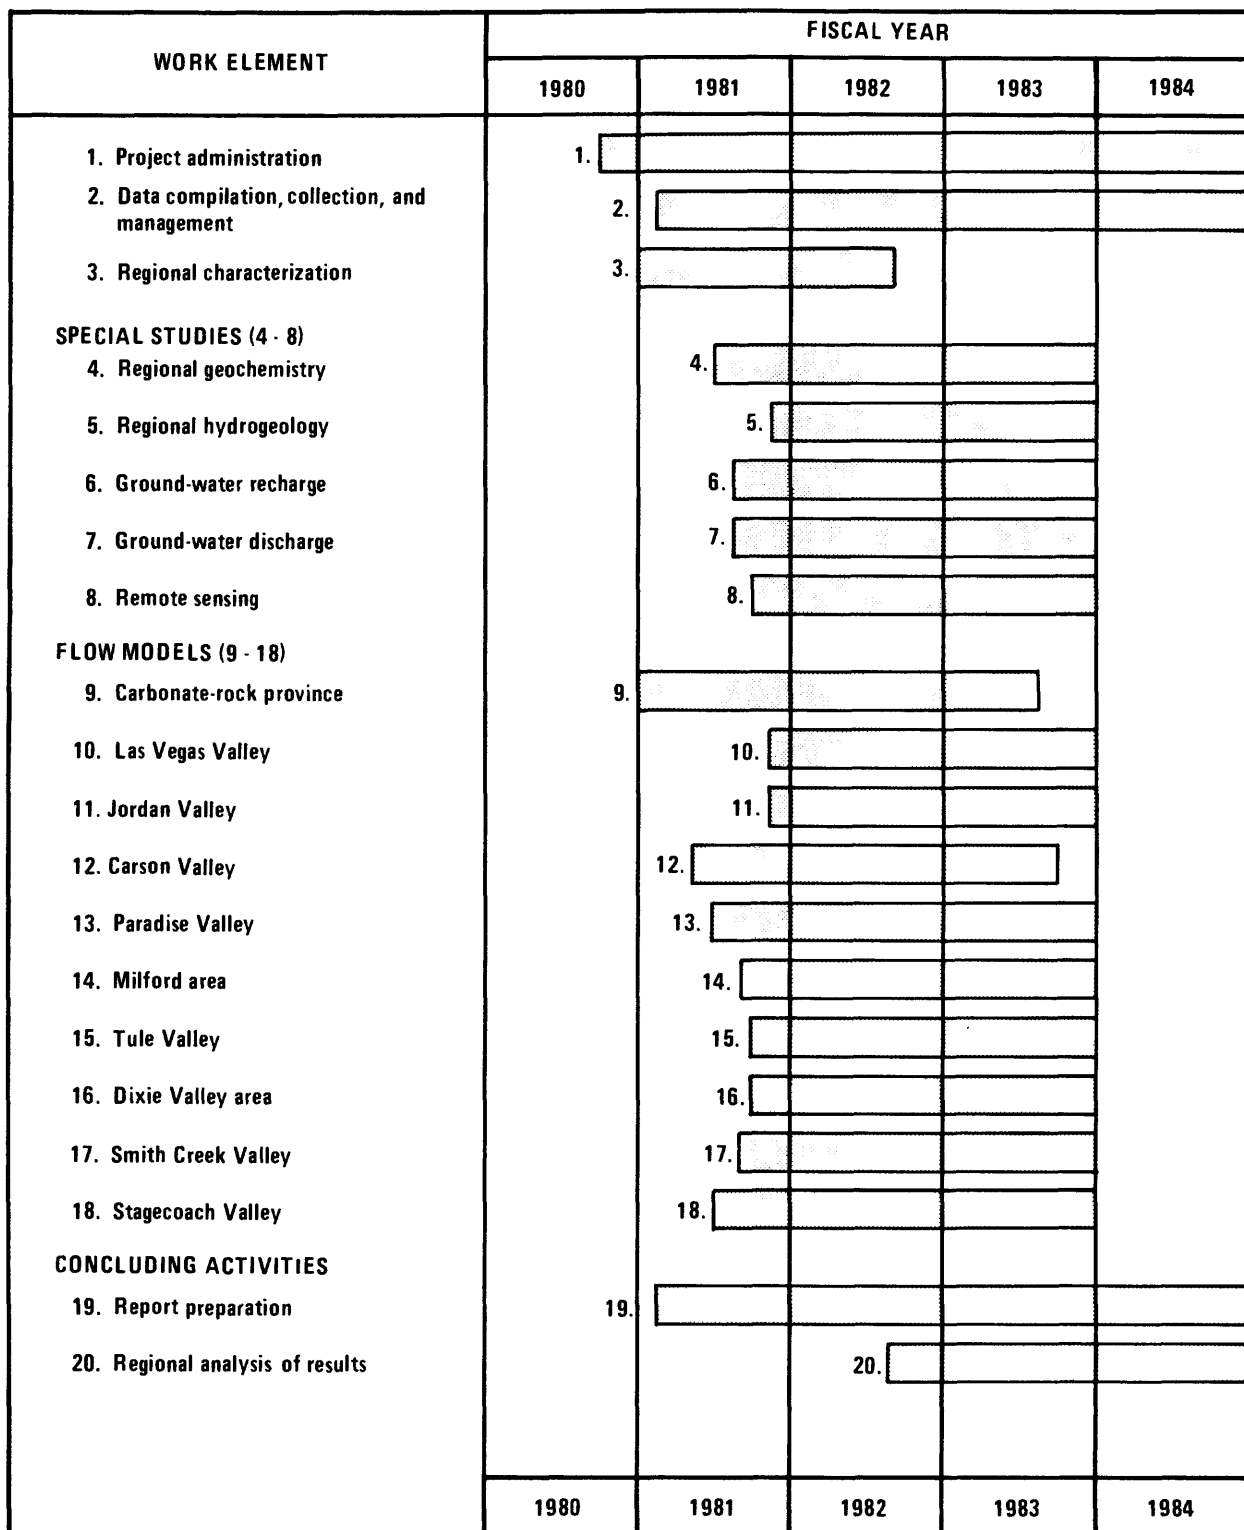 WORK ELEMENT
FISCAL YEAR
1980 1981 1982 1983 1984
1. Project administration 1.
2. Data compilation, collection, and
management 2.
3. Regional characterization 3.
SPECIAL STUDIES (4 - 8)
4. Regional geochemistry 4.
5. Regional hydrogeology 5.
6. Ground-water recharge 6.
7. Ground-water discharge 7.
8. Remote sensing 8.
FLOW MODELS (9 - 18)
9. Carbonate-rock province 9.
10. Las Vegas Valley 10.
11. Jordan Valley 11.
12. Carson Valley 12.
13. Paradise Valley 13.
14. Milford area 14.
15. Tule Valley 15.
16. Dixie Valley area 16.
17. Smith Creek Valley 17.
18. Stagecoach Valley 18.
CONCLUDING ACTIVITIES
19. Report preparation 19.
20. Regional analysis of results 20.
1980 1981 1982 1983 1984